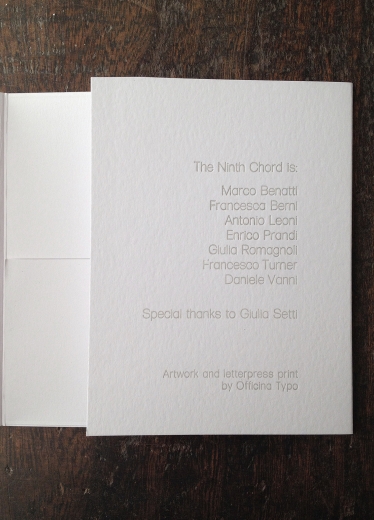 The Ninth Chord Is:
Marco Benatti
Francesca Berni
Antonio Leoni
Enrico Prandi
Giulia Romagnoli
Francesco Turner
Daniele Vanni
Special thanks to Giulia Setti
Artwork and letterpress print
by Officina Typo